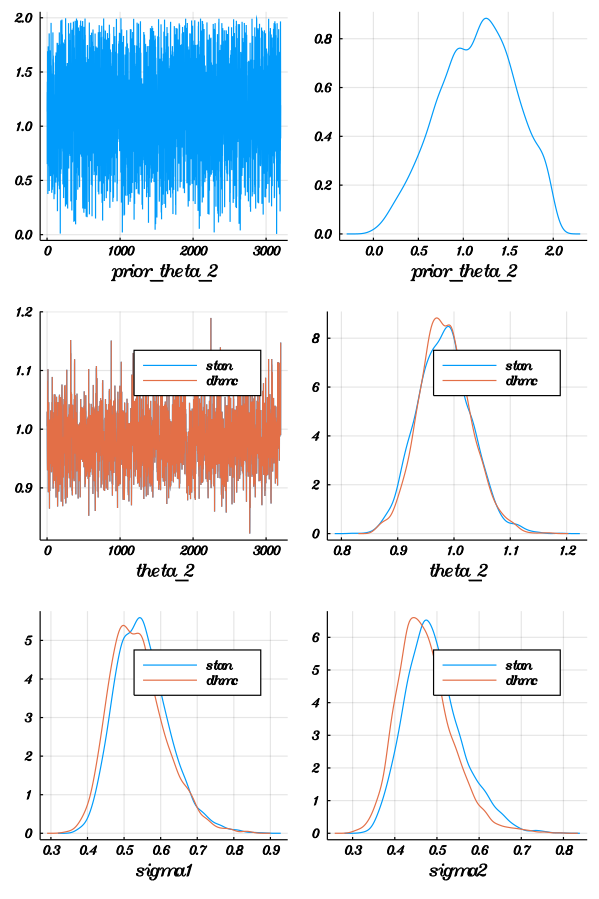 2.0
1.5
1.0
0.5
0.0
0 1000 2000 3000
prior_theta_2
0.8
0.6
0.4
0.2
0.0
0.0 0.5 1.0 1.5 2.0
prior_theta_2
1.2
1.1
1.0
0.9
stan
dhmc
0 1000 2000 3000
theta_2
8
6
4
2
0
stan
dhmc
0.8 0.9 1.0 1.1 1.2
theta_2
5
4
3
2
1
0
stan
dhmc
0.3 0.4 0.5 0.6 0.7 0.8 0.9
sigma1
6
5
4
3
2
1
0
stan
dhmc
0.3 0.4 0.5 0.6 0.7 0.8
sigma2